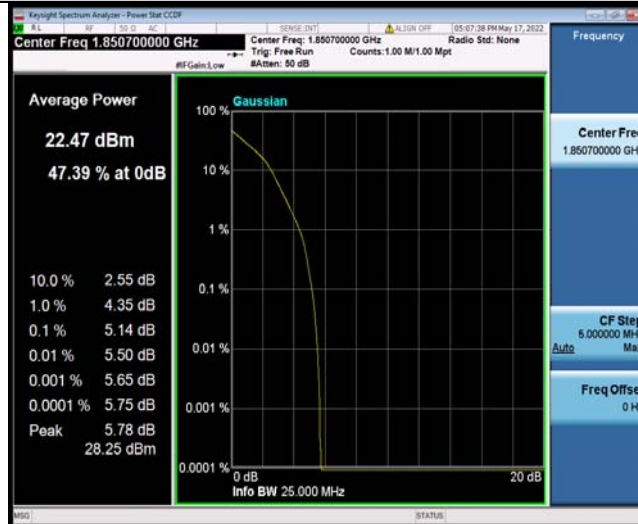 Keysight Spectrum Analyzer - Power Stat CCDF
RL RF 50 Ω AC SENSE:INT ALIGN OFF 05:07:38 PM May 17, 2022
Center Freq 1.850700000 GHz
Center Freq: 1.850700000 GHz Radio Std: None
Trig: Free Run Counts:1.00 M/1.00 Mpt
#IFGain:Low #Atten: 50 dB
Frequency
Average Power
22.47 dBm
47.39 % at 0dB
10.0 % 2.55 dB
1.0 % 4.35 dB
0.1 % 5.14 dB
0.01 % 5.50 dB
0.001 % 5.65 dB
0.0001 % 5.75 dB
Peak 5.78 dB
28.25 dBm
Gaussian
100 %
10 %
1 %
0.1 %
0.01 %
0.001 %
0.0001 %
0 dB 20 dB
Info BW 25.000 MHz
Center Fre
1.850700000 GH
CF Step
5.000000 MH
Auto Ma
Freq Offse
0 H
MSG STATUS